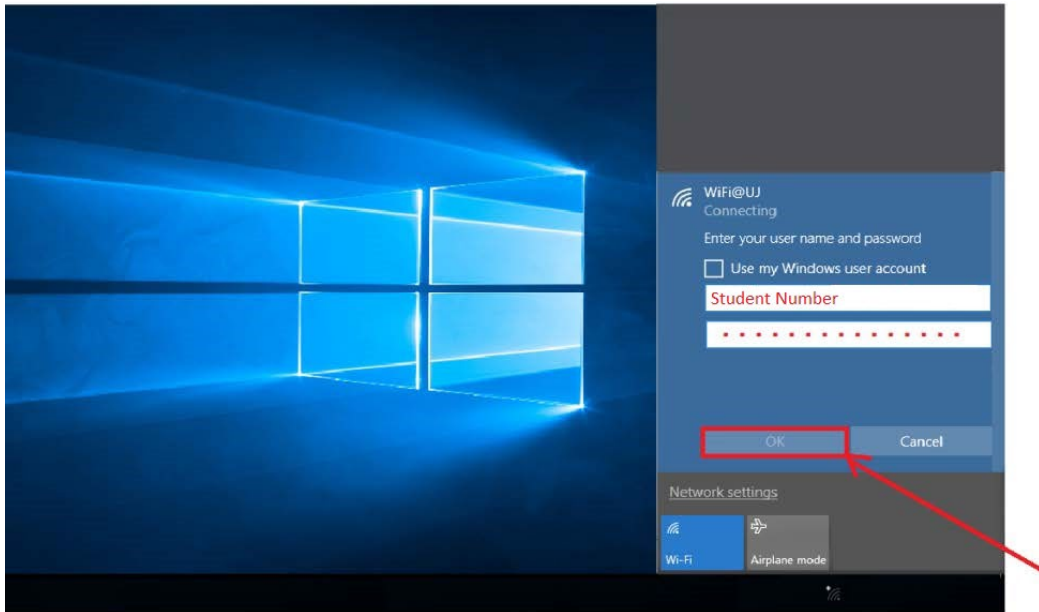 WiFi@UJ
Connecting
Enter your user name and password
Use my Windows user account
Student Number
OK
Cancel
Network settings
Wi-Fi
Airplane mode